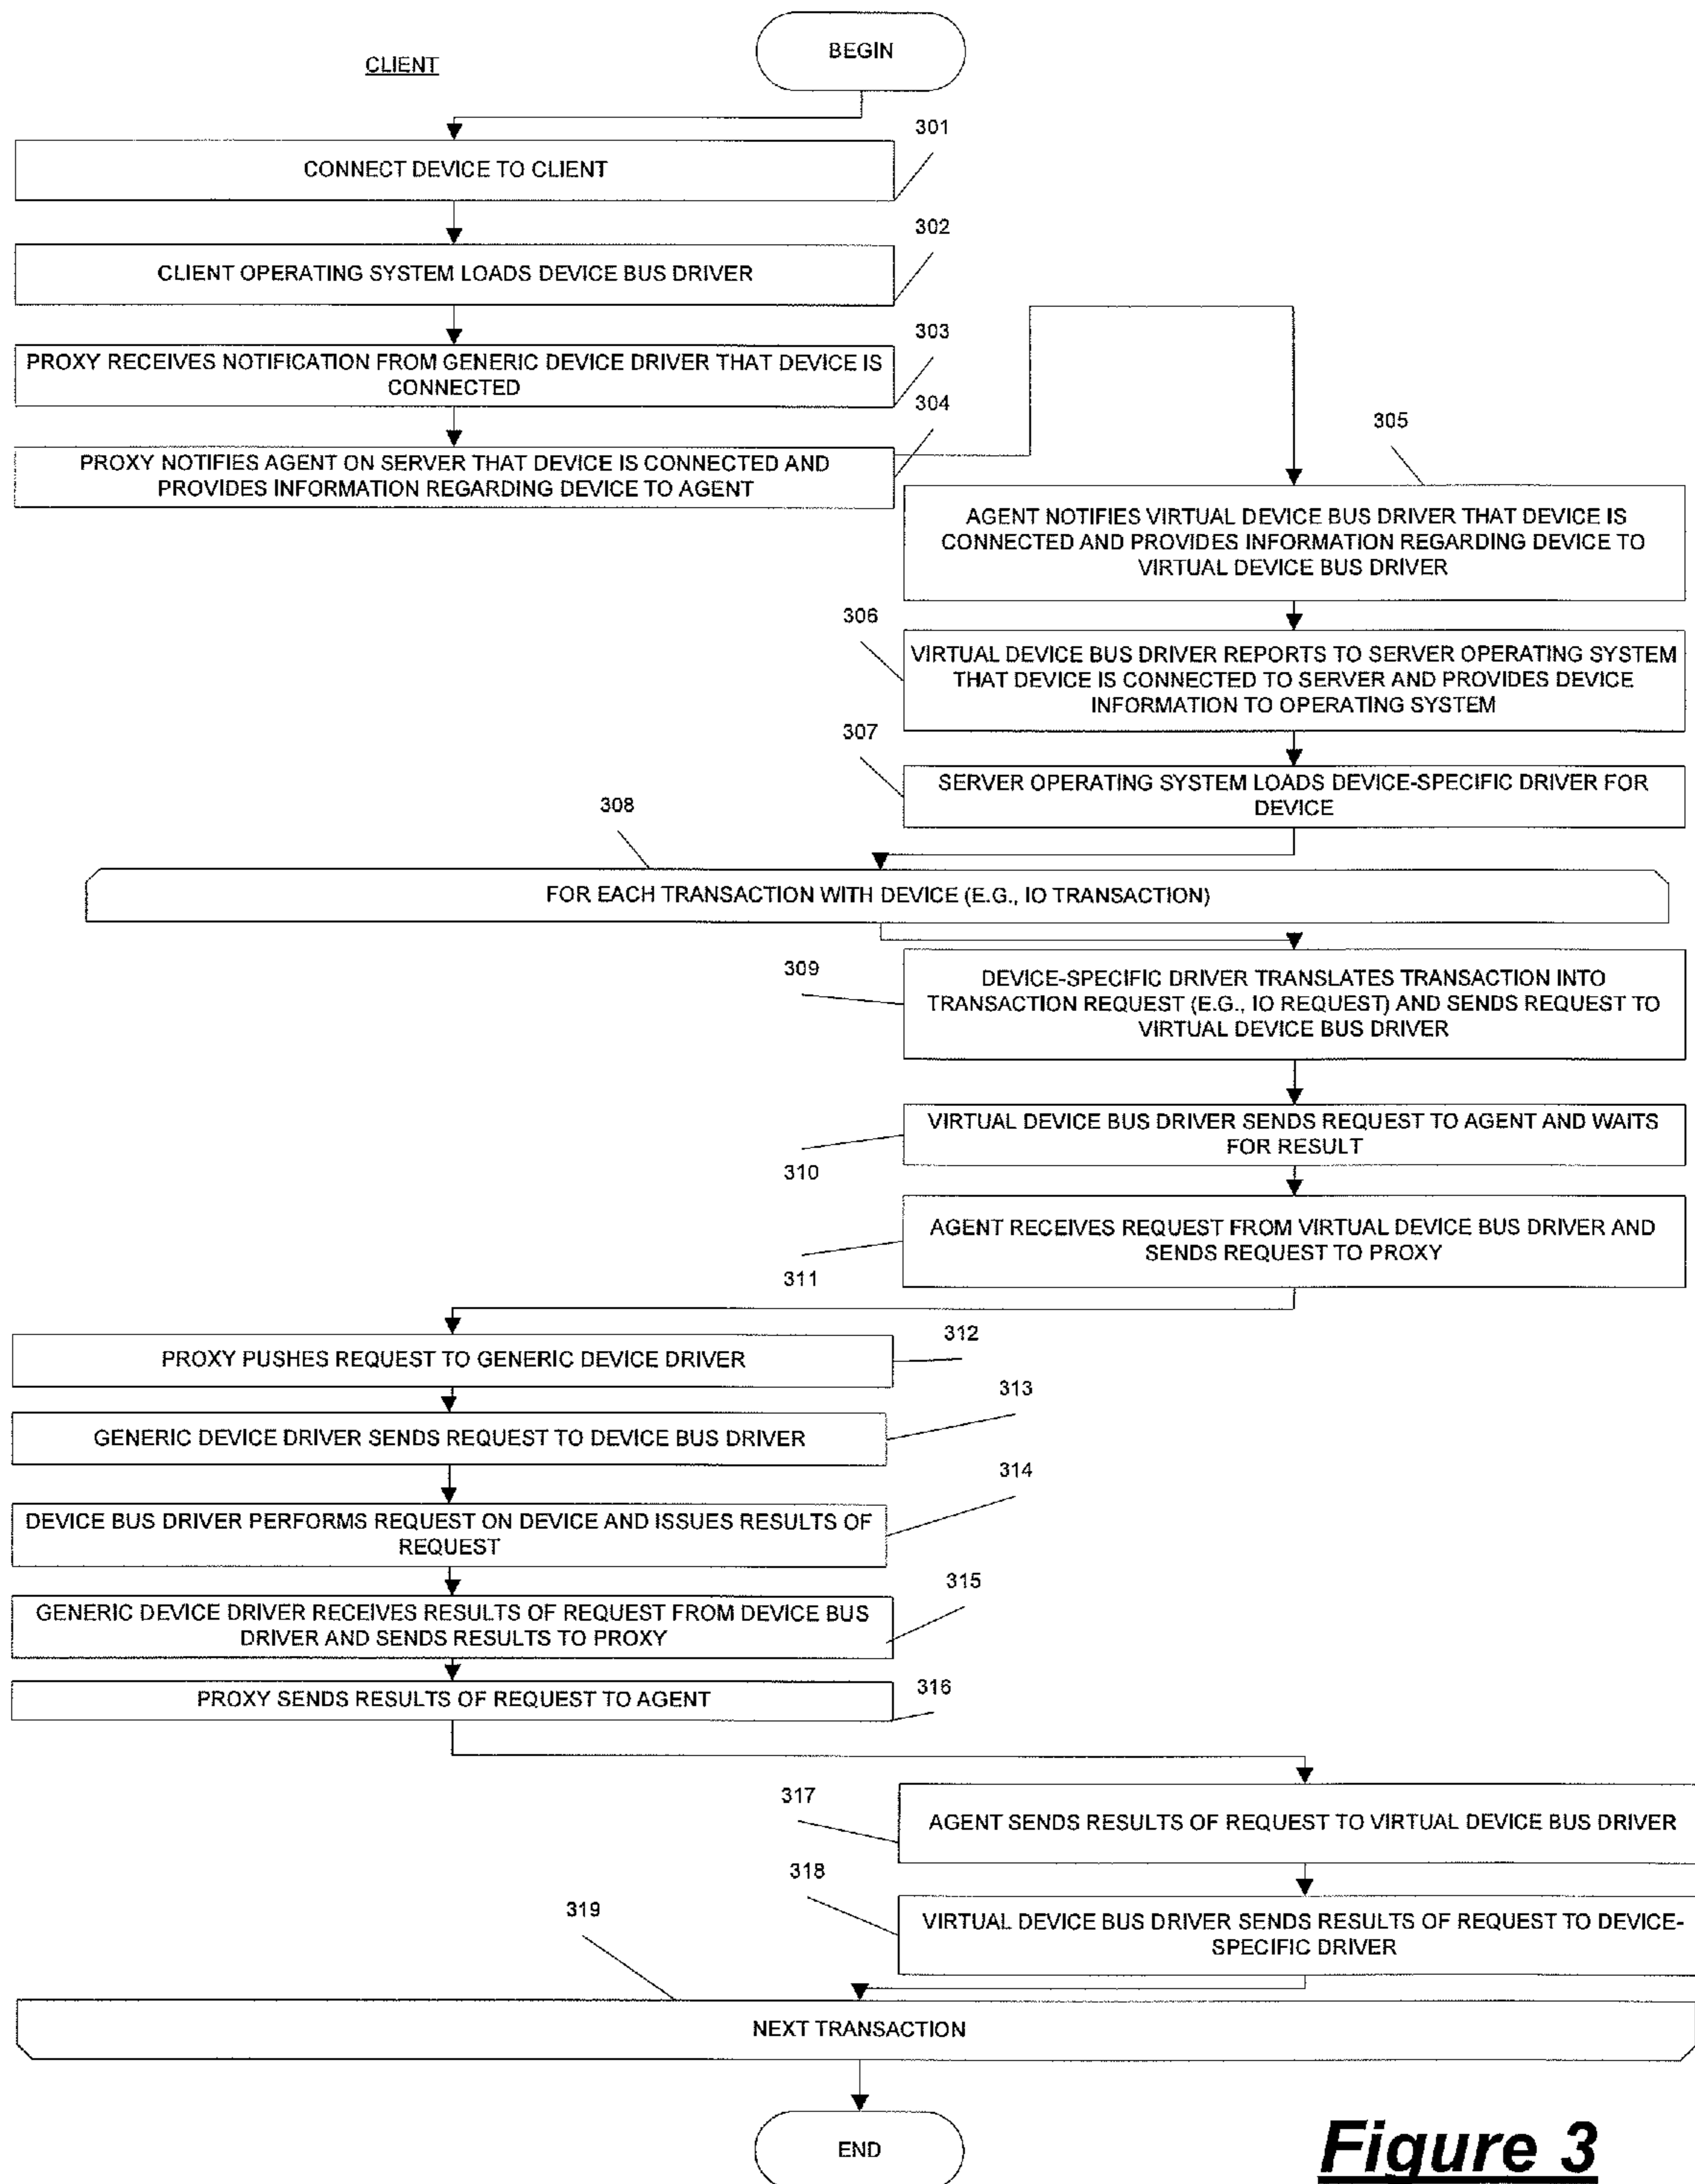 BEGIN
CLIENT
301
CONNECT DEVICE TO CLIENT
302
CLIENT OPERATING SYSTEM LOADS DEVICE BUS DRIVER
303
PROXY RECEIVES NOTIFICATION FROM GENERIC DEVICE DRIVER THAT DEVICE IS
CONNECTED
304
PROXY NOTIFIES AGENT ON SERVER THAT DEVICE IS CONNECTED AND
PROVIDES INFORMATION REGARDING DEVICE TO AGENT
305
AGENT NOTIFIES VIRTUAL DEVICE BUS DRIVER THAT DEVICE IS
CONNECTED AND PROVIDES INFORMATION REGARDING DEVICE TO
VIRTUAL DEVICE BUS DRIVER
306
VIRTUAL DEVICE BUS DRIVER REPORTS TO SERVER OPERATING SYSTEM
THAT DEVICE IS CONNECTED TO SERVER AND PROVIDES DEVICE
INFORMATION TO OPERATING SYSTEM
307
SERVER OPERATING SYSTEM LOADS DEVICE-SPECIFIC DRIVER FOR
DEVICE
308
FOR EACH TRANSACTION WITH DEVICE (E.G., IO TRANSACTION)
309
DEVICE-SPECIFIC DRIVER TRANSLATES TRANSACTION INTO
TRANSACTION REQUEST (E.G., IO REQUEST) AND SENDS REQUEST TO
VIRTUAL DEVICE BUS DRIVER
VIRTUAL DEVICE BUS DRIVER SENDS REQUEST TO AGENT AND WAITS
FOR RESULT
310
AGENT RECEIVES REQUEST FROM VIRTUAL DEVICE BUS DRIVER AND
SENDS REQUEST TO PROXY
311
312
PROXY PUSHES REQUEST TO GENERIC DEVICE DRIVER
313
GENERIC DEVICE DRIVER SENDS REQUEST TO DEVICE BUS DRIVER
314
DEVICE BUS DRIVER PERFORMS REQUEST ON DEVICE AND ISSUES RESULTS OF
REQUEST
315
GENERIC DEVICE DRIVER RECEIVES RESULTS OF REQUEST FROM DEVICE BUS
DRIVER AND SENDS RESULTS TO PROXY
316
PROXY SENDS RESULTS OF REQUEST TO AGENT
317
AGENT SENDS RESULTS OF REQUEST TO VIRTUAL DEVICE BUS DRIVER
318
VIRTUAL DEVICE BUS DRIVER SENDS RESULTS OF REQUEST TO DEVICE-
SPECIFIC DRIVER
319
NEXT TRANSACTION
END
Figure 3